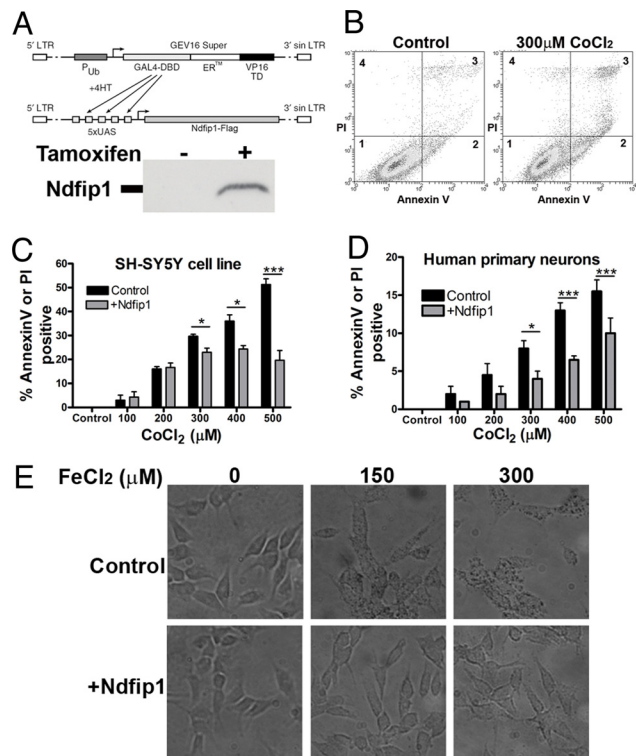 A
5′ LTR
GEV16 Super
3′ sin LTR
PUb
GAL4-DBD
ER™
VP16
TD
+4HT
5′ LTR
3′ sin LTR
5xUAS
Ndfip1-Flag
Tamoxifen - +
Ndfip1
B
Control
300µM CoCl2
4 3
1 2
PI
Annexin V
4 3
1 2
PI
Annexin V
C
SH-SY5Y cell line
Control
+Ndfip1
% AnnexinV or PI
positive
60
50
40
30
20
10
0
* * ***
Control 100 200 300 400 500
CoCl2 (µM)
D
Human primary neurons
Control
+Ndfip1
% AnnexinV or PI
positive
20
15
10
5
0
* *** ***
Control 100 200 300 400 500
CoCl2 (µM)
E
FeCl2 (µM) 0 150 300
Control
+Ndfip1